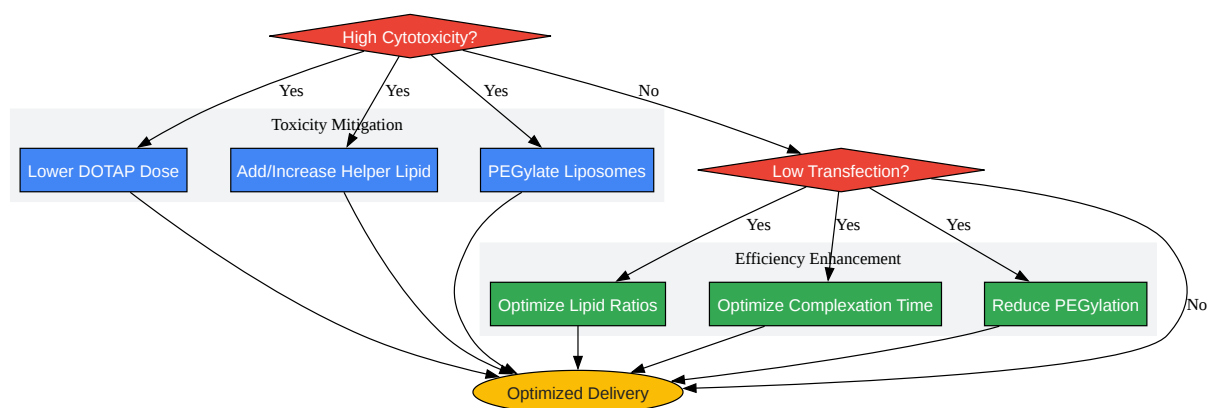 High Cytotoxicity?
Yes
Yes
Yes
No
Toxicity Mitigation
Lower DOTAP Dose
Add/Increase Helper Lipid
PEGylate Liposomes
Low Transfection?
Yes
Yes
Yes
Efficiency Enhancement
Optimize Lipid Ratios
Optimize Complexation Time
Reduce PEGylation
No
Optimized Delivery